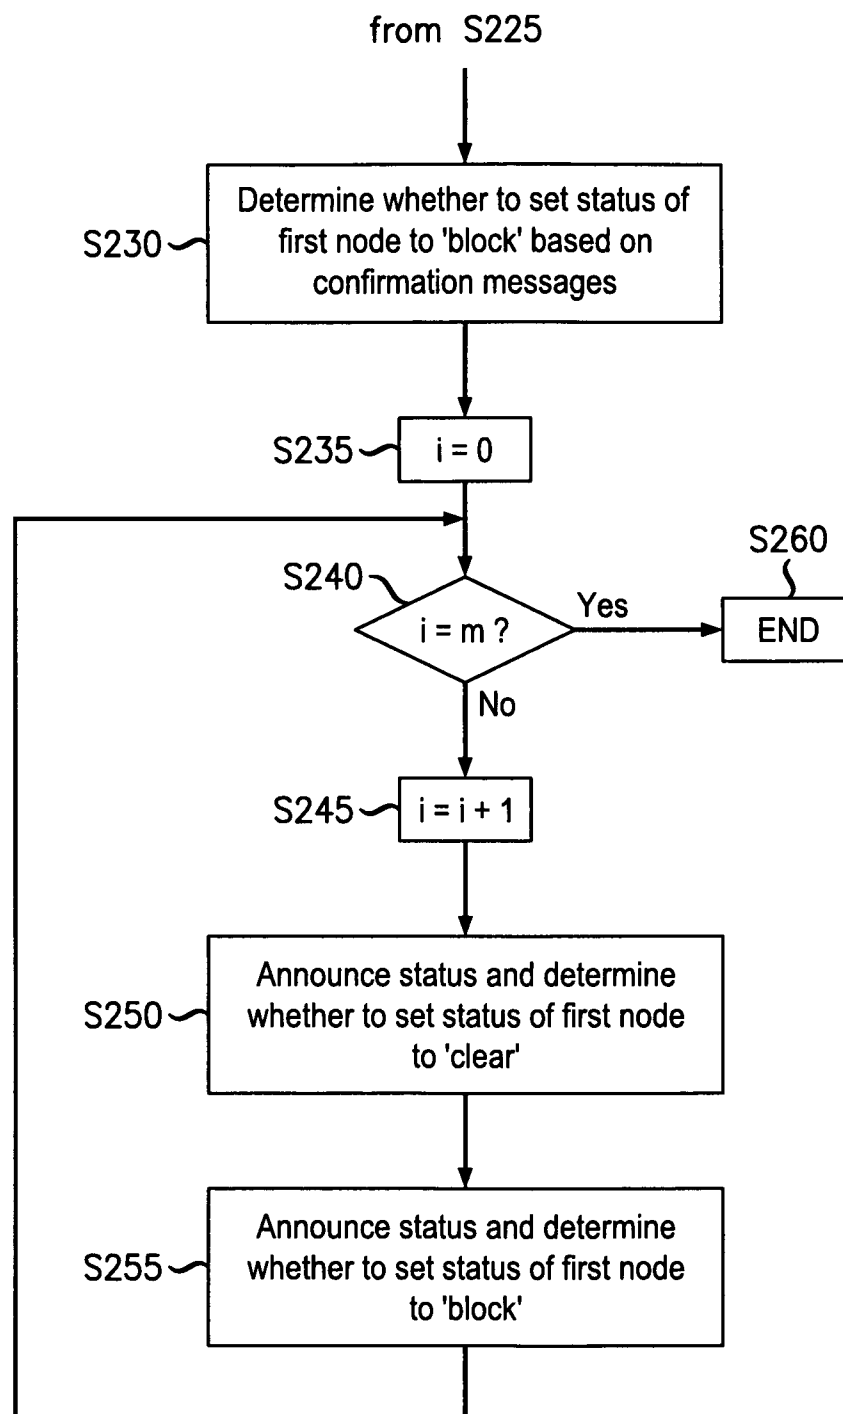 from S225
Determine whether to set status of
first node to 'block' based on
confirmation messages
S230
S235
i = 0
S240
i = m ?
Yes
S260
END
No
S245
i = i + 1
Announce status and determine
whether to set status of first node
to 'clear'
S250
Announce status and determine
whether to set status of first node
to 'block'
S255